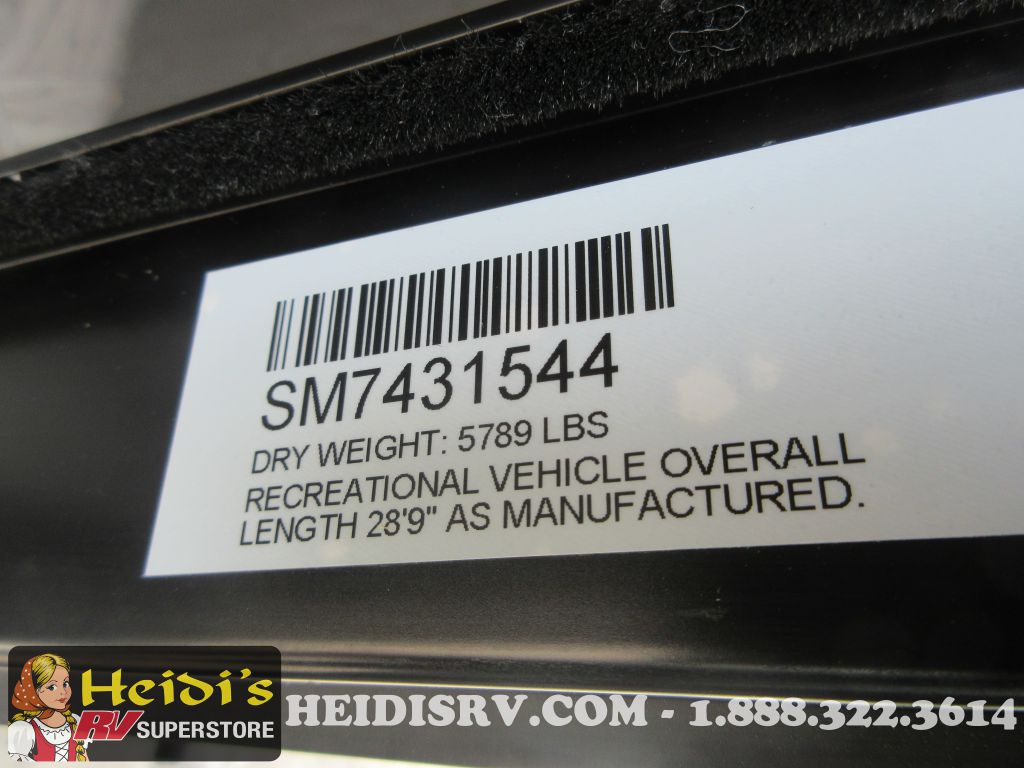 SM7431544
DRY WEIGHT: 5789 LBS
RECREATIONAL VEHICLE OVERALL
LENGTH 28'9" AS MANUFACTURED.
Heidi's
RV SUPERSTORE
HEIDISRV.COM - 1.888.322.3614